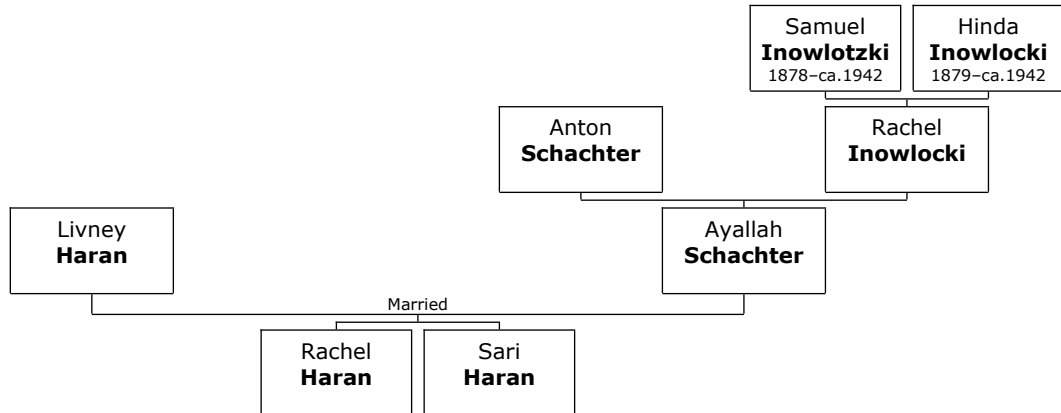 Samuel
Inowlotzki
1878–ca.1942
Hinda
Inowlocki
1879–ca.1942
Anton
Schachter
Rachel
Inowlocki
Livney
Haran
Ayallah
Schachter
Married
Rachel
Haran
Sari
Haran